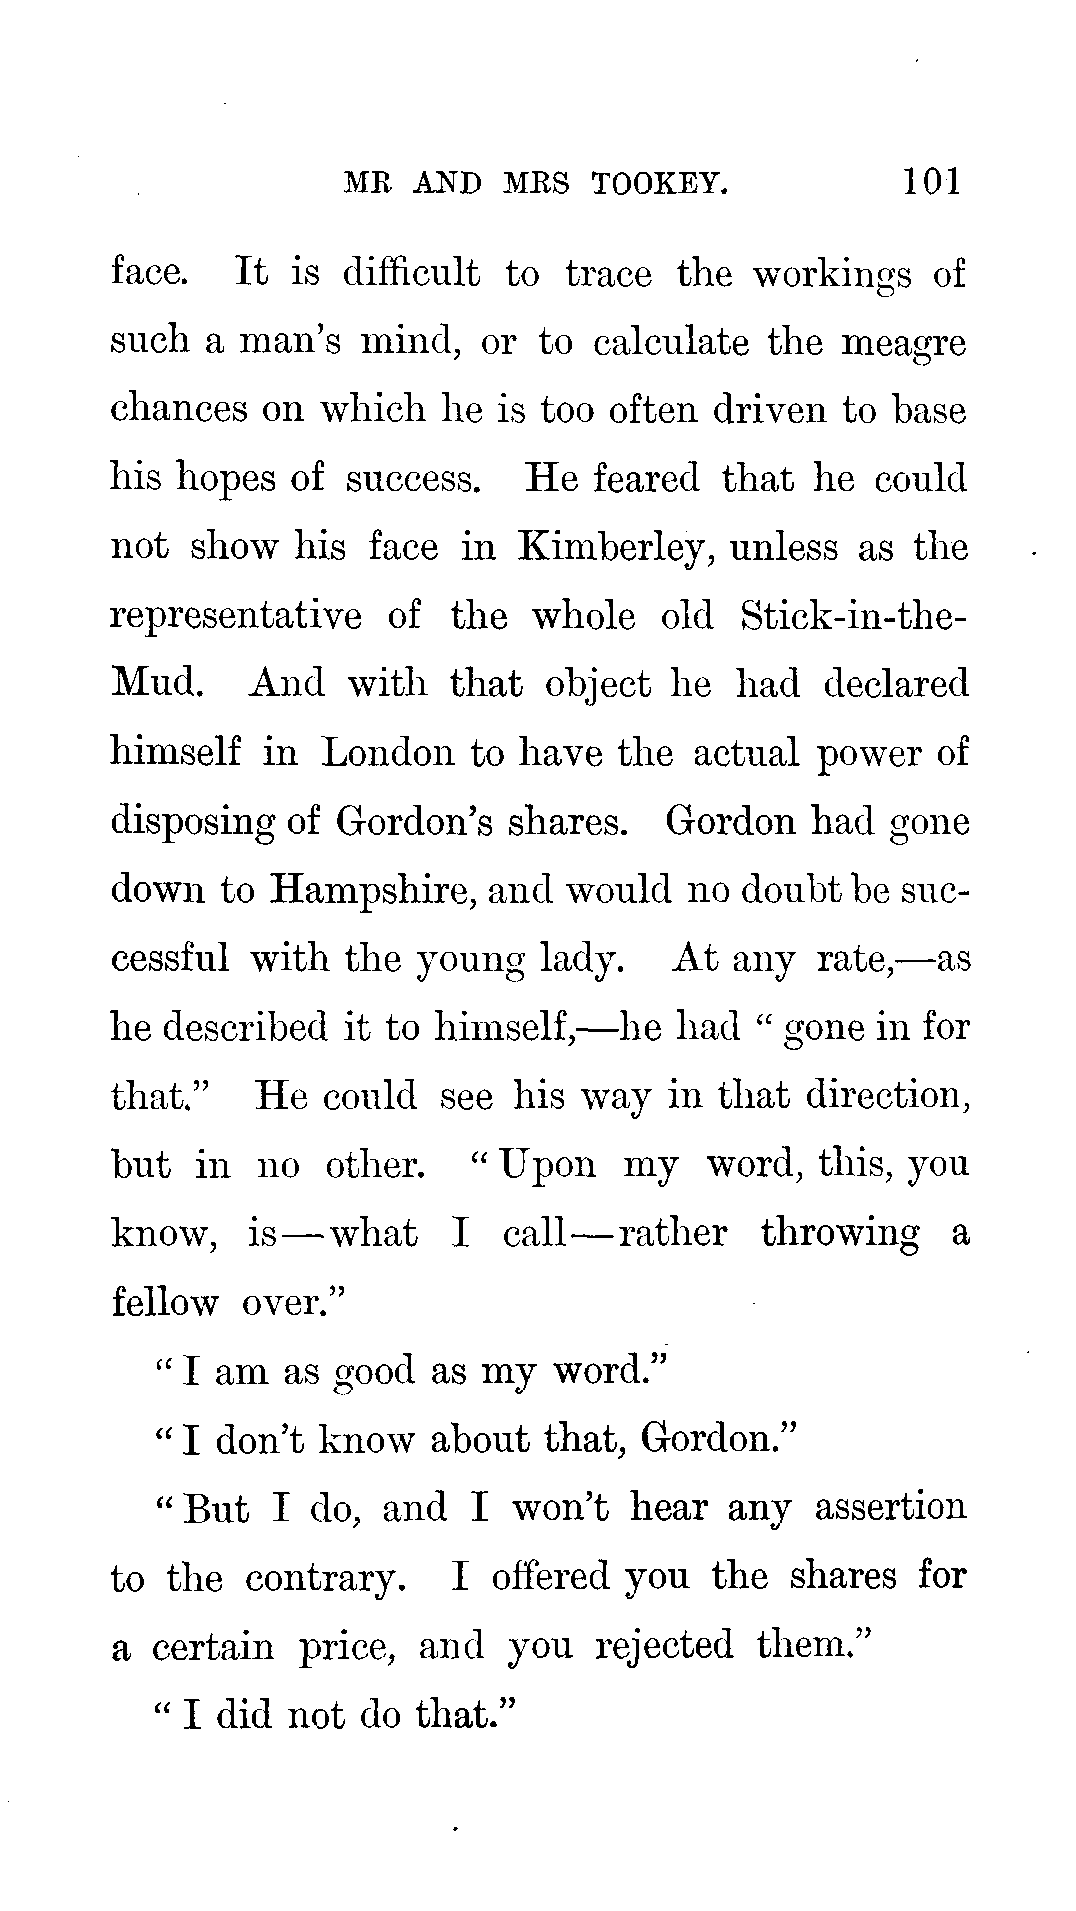 MR AND MRS TOOKEY. 101
face. It is difficult to trace the workings of
such a man's mind, or to calculate the meagre
chances on which he is too often driven to base
his hopes of success. He feared that he could
not show his face in Kimberley, unless as the
representative of the whole old Stick-in-the-
Mud. And with that object he had declared
himself in London to have the actual power of
disposing of Gordon's shares. Gordon had gone
down to Hampshire, and would no doubt be suc-
cessful with the young lady. At any rate,—as
he described it to himself,—he had “ gone in for
that.” He could see his way in that direction,
but in no other. “ Upon my word, this, you
know, is—what I call—rather throwing a
fellow over.”
“ I am as good as my word.”
“ I don't know about that, Gordon.”
“ But I do, and I won't hear any assertion
to the contrary. I offered you the shares for
a certain price, and you rejected them.”
“ I did not do that.”